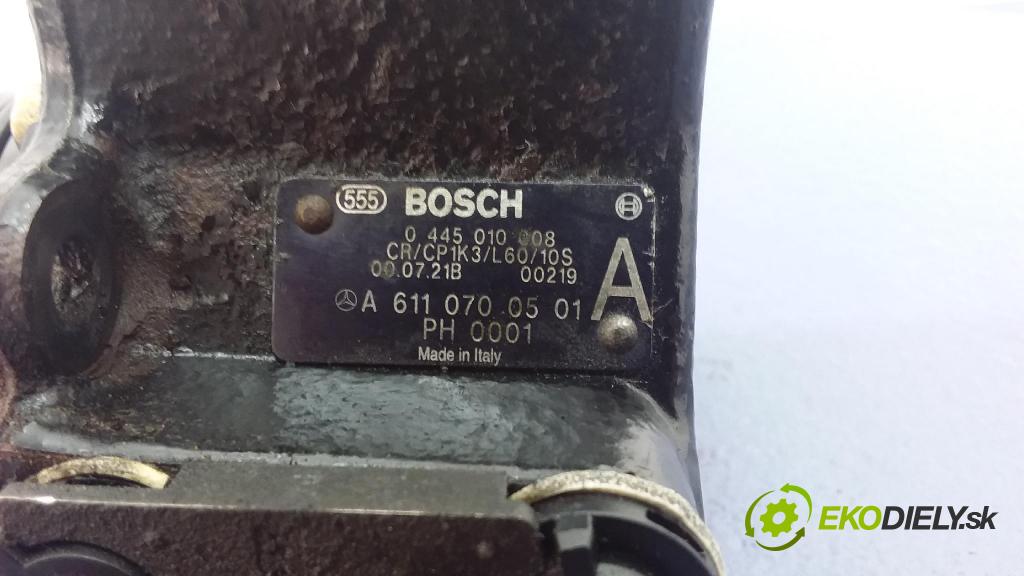 555 BOSCH
0 445 010 008
CR/CP1K3/L60/10S
00.07.21B 00219
A
A 611 070 05 01
PH 0001
Made in Italy
EKODIELY.sk